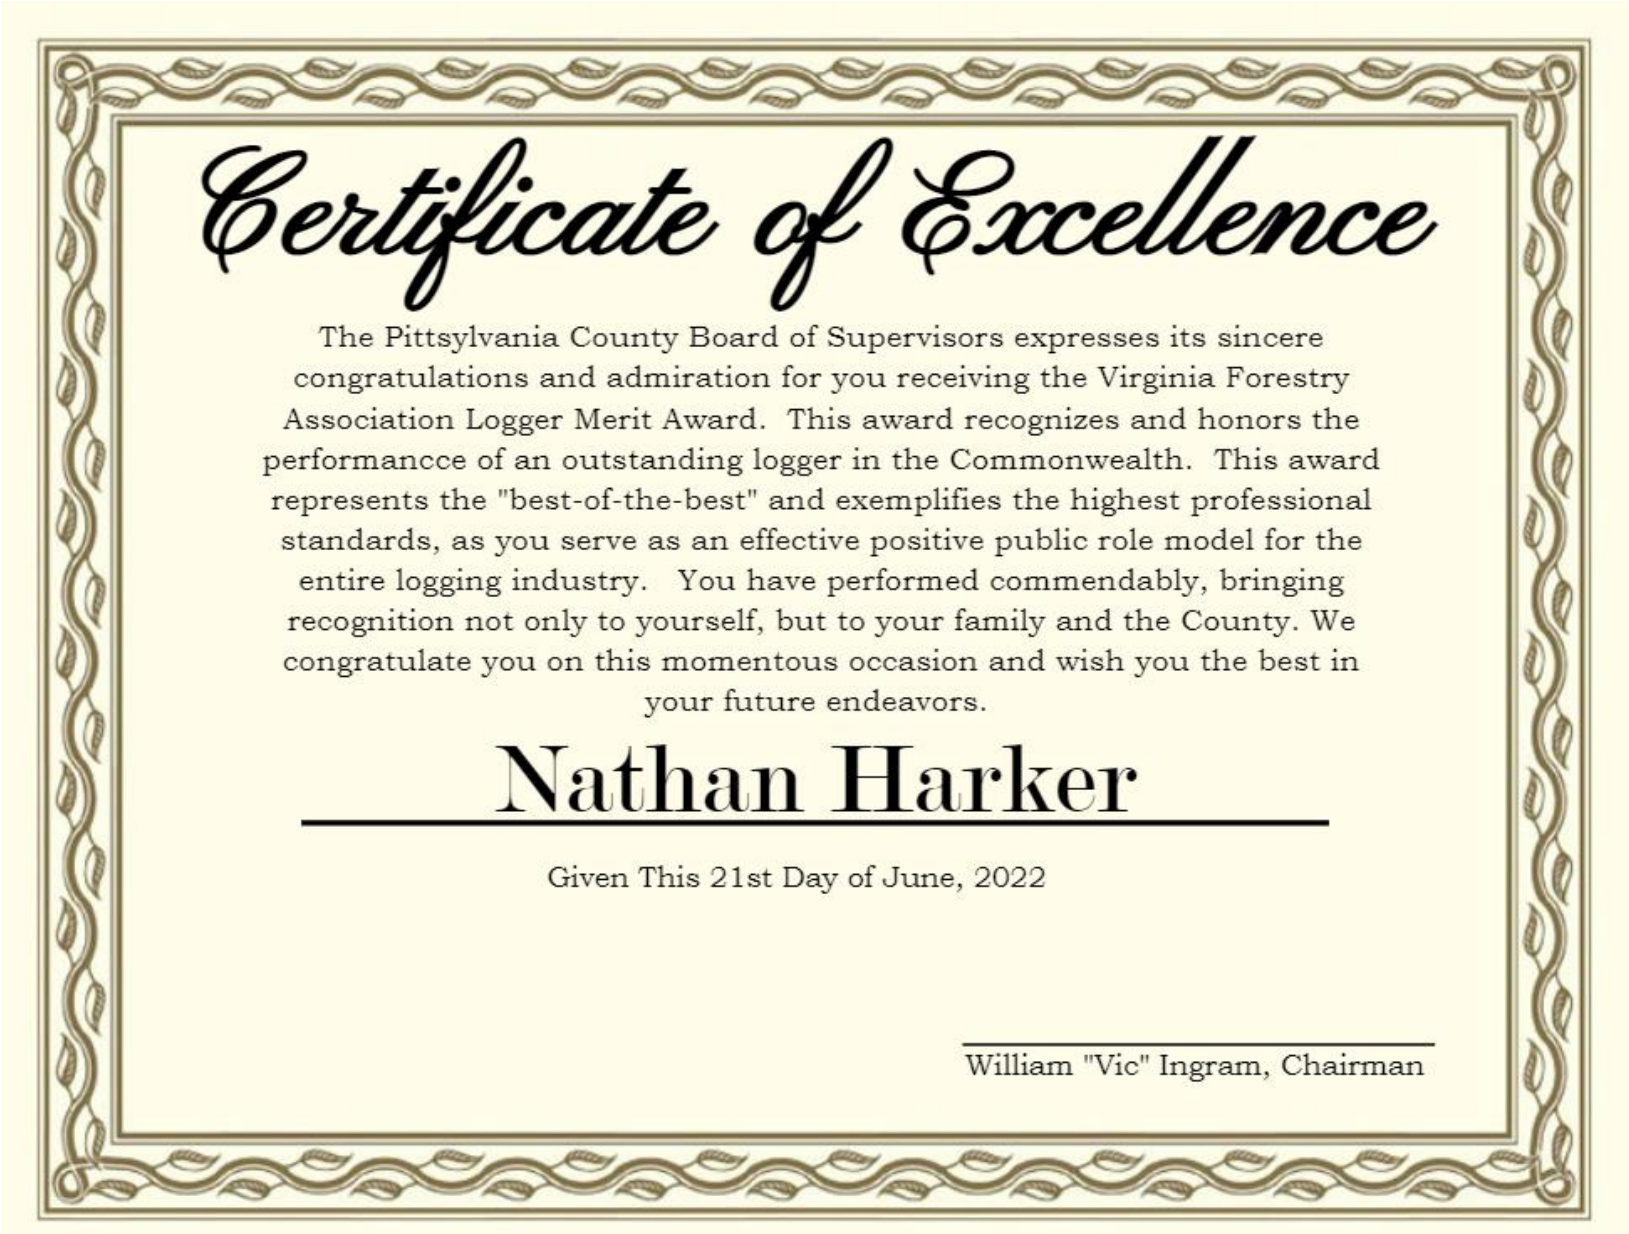 Certificate of Excellence
The Pittsylvania County Board of Supervisors expresses its sincere
congratulations and admiration for you receiving the Virginia Forestry
Association Logger Merit Award.  This award recognizes and honors the
performancce of an outstanding logger in the Commonwealth.  This award
represents the "best-of-the-best" and exemplifies the highest professional
standards, as you serve as an effective positive public role model for the
entire logging industry.   You have performed commendably, bringing
recognition not only to yourself, but to your family and the County. We
congratulate you on this momentous occasion and wish you the best in
your future endeavors.
Nathan Harker
Given This 21st Day of June, 2022
William "Vic" Ingram, Chairman